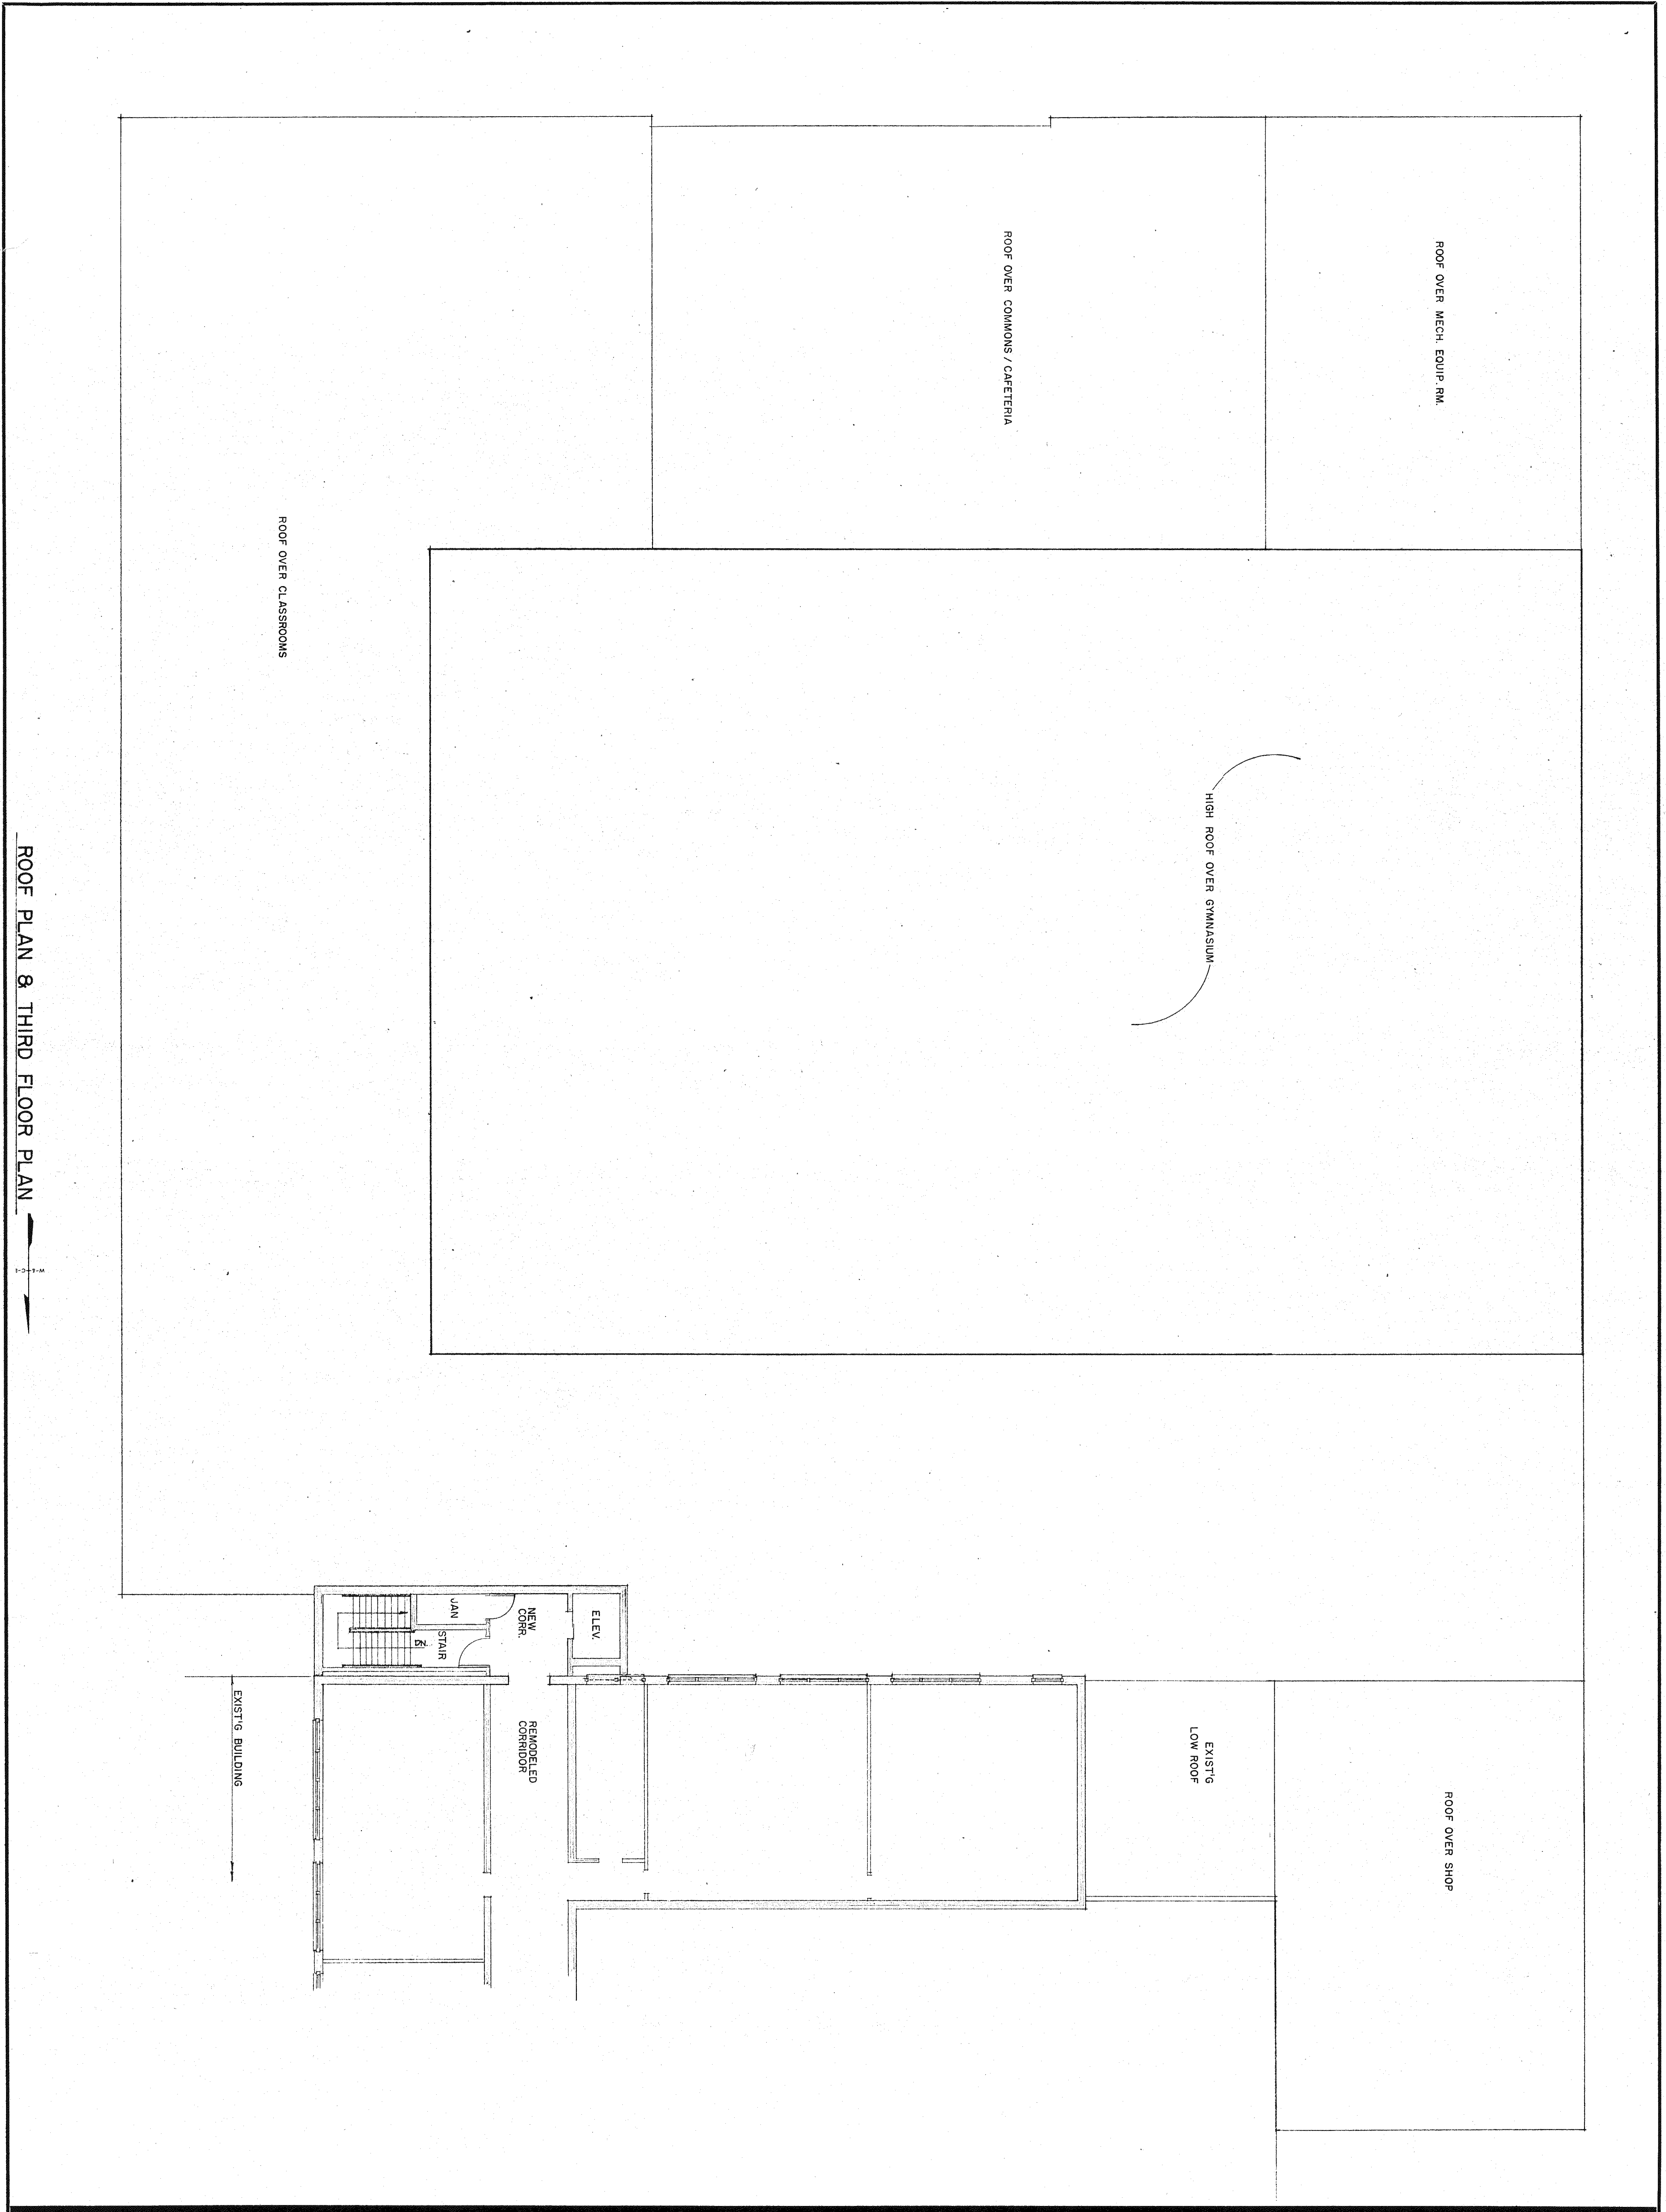 ROOF OVER MECH. EQUIP. RM.
ROOF OVER COMMONS / CAFETERIA
ROOF OVER CLASSROOMS
HIGH ROOF OVER GYMNASIUM
ROOF OVER SHOP
EXIST'G
LOW ROOF
ELEV.
NEW
CORR.
JAN
STAIR
DN.
REMODELED
CORRIDOR
EXIST'G BUILDING
ROOF PLAN & THIRD FLOOR PLAN